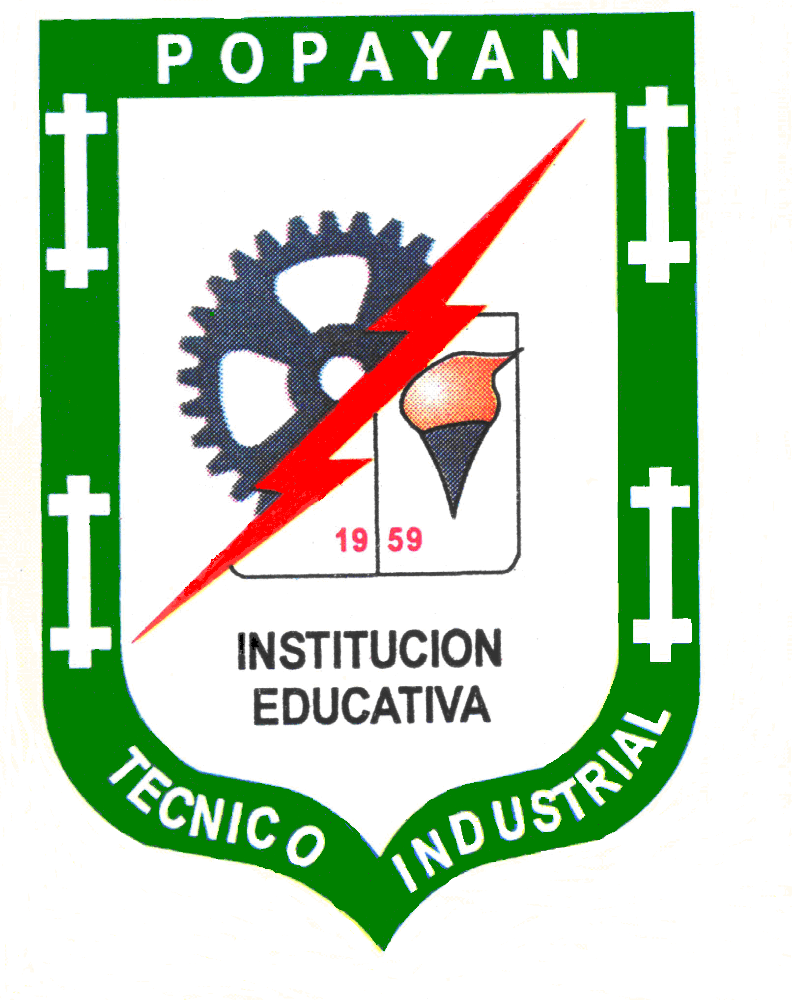 POPAYAN
19 59
INSTITUCION
EDUCATIVA
TECNICO INDUSTRIAL